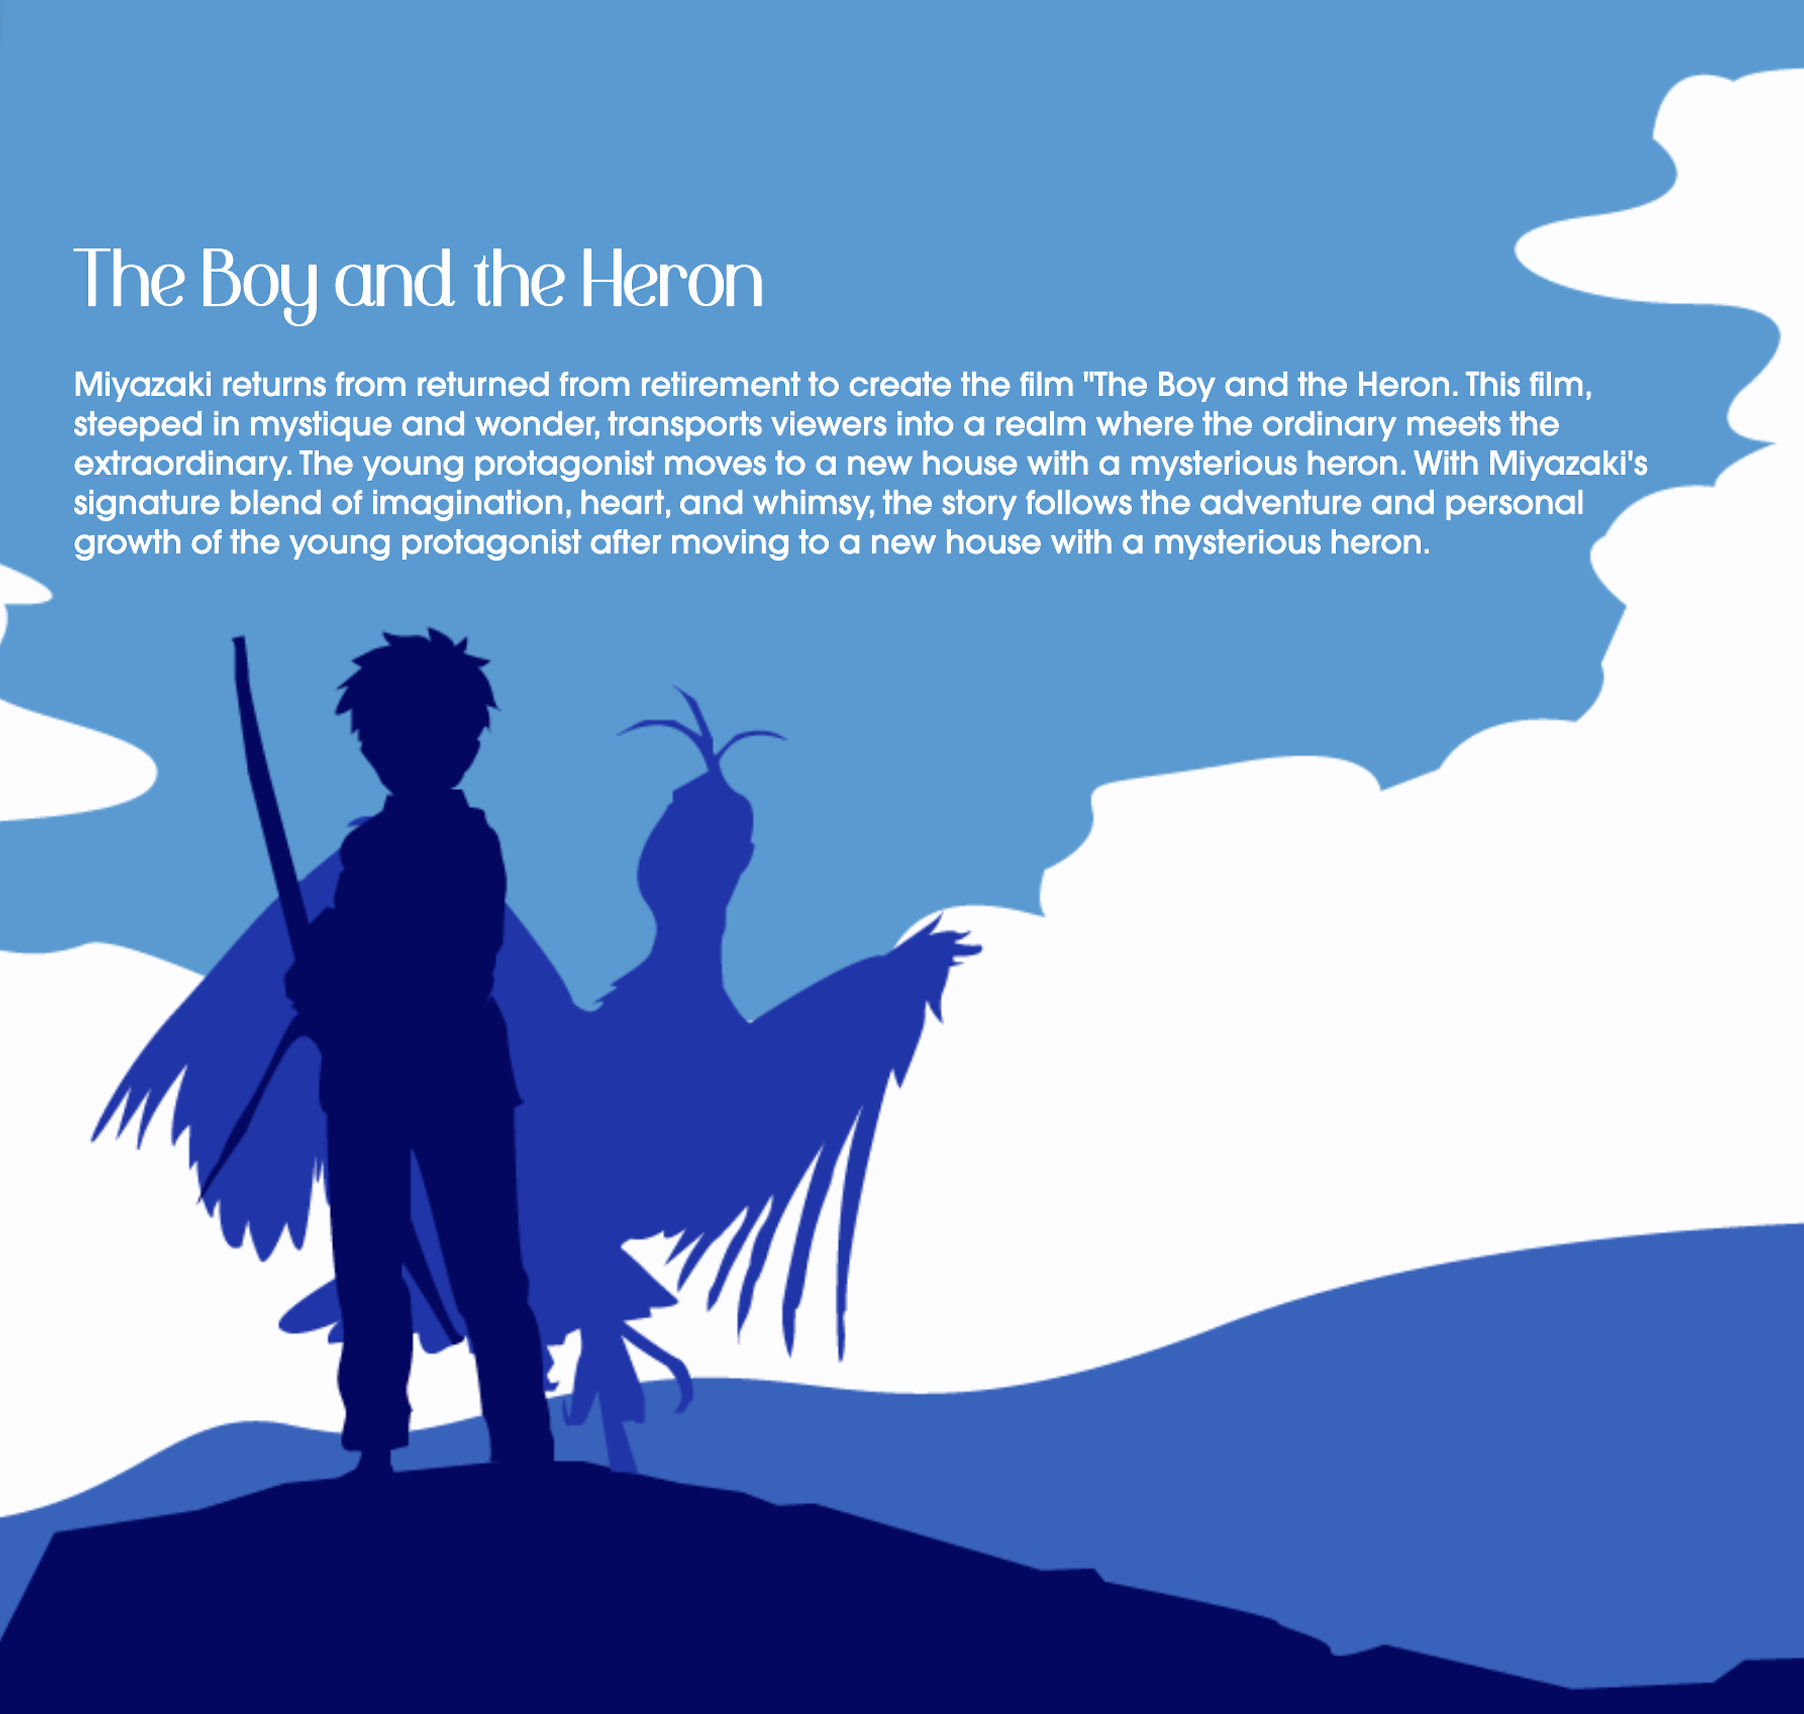 The Boy and the Heron
Miyazaki returns from returned from retirement to create the film "The Boy and the Heron. This film,
steeped in mystique and wonder, transports viewers into a realm where the ordinary meets the
extraordinary. The young protagonist moves to a new house with a mysterious heron. With Miyazaki's
signature blend of imagination, heart, and whimsy, the story follows the adventure and personal
growth of the young protagonist after moving to a new house with a mysterious heron.